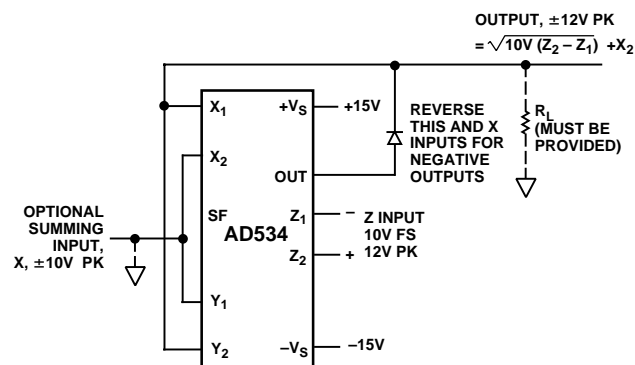 OUTPUT, ±12V PK
= √10V (Z2 – Z1) +X2
X1
+VS
+15V
REVERSE
THIS AND X
INPUTS FOR
NEGATIVE
OUTPUTS
RL
(MUST BE
PROVIDED)
X2
OUT
OPTIONAL
SUMMING
INPUT,
X, ±10V PK
SF
AD534
Z1
–
Z INPUT
10V FS
12V PK
Z2
+
Y1
Y2
–VS
–15V